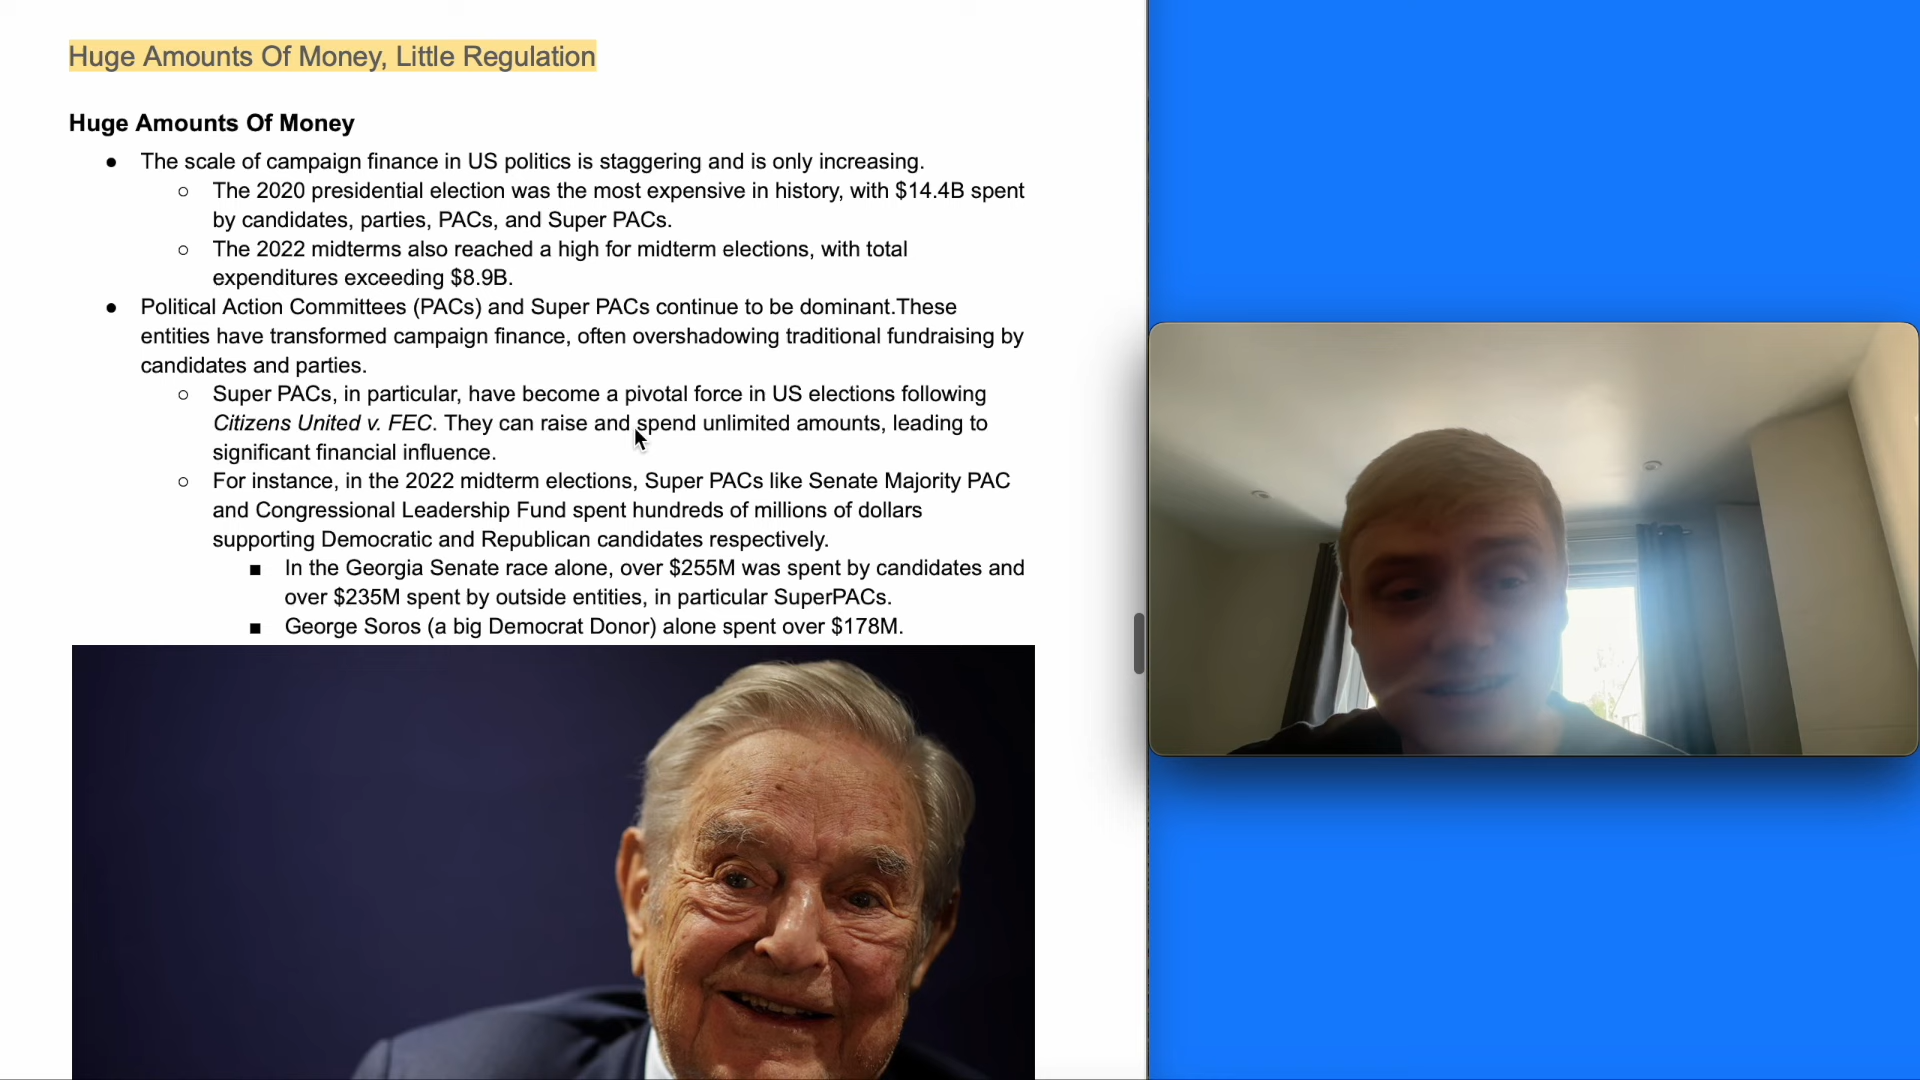 Huge Amounts Of Money, Little Regulation
Huge Amounts Of Money
● The scale of campaign finance in US politics is staggering and is only increasing.
○ The 2020 presidential election was the most expensive in history, with $14.4B spent
by candidates, parties, PACs, and Super PACs.
○ The 2022 midterms also reached a high for midterm elections, with total
expenditures exceeding $8.9B.
● Political Action Committees (PACs) and Super PACs continue to be dominant.These
entities have transformed campaign finance, often overshadowing traditional fundraising by
candidates and parties.
○ Super PACs, in particular, have become a pivotal force in US elections following
Citizens United v. FEC. They can raise and spend unlimited amounts, leading to
significant financial influence.
○ For instance, in the 2022 midterm elections, Super PACs like Senate Majority PAC
and Congressional Leadership Fund spent hundreds of millions of dollars
supporting Democratic and Republican candidates respectively.
■ In the Georgia Senate race alone, over $255M was spent by candidates and
over $235M spent by outside entities, in particular SuperPACs.
■ George Soros (a big Democrat Donor) alone spent over $178M.